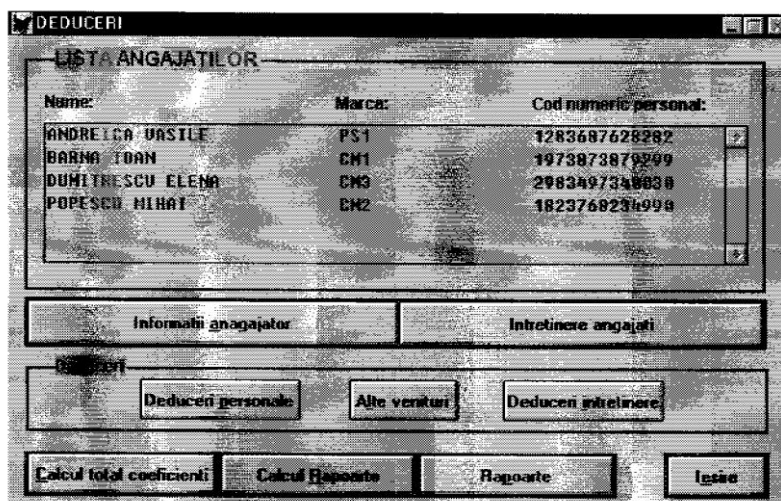 DEDUCERI
LISTA ANGAJATILOR
Nume: Marca: Cod numeric personal:
ANDREICA VASILE PS1 1283687628282
BARNA IOAN CM1 1973873879299
DUMITRESCU ELENA CM3 2983497348030
POPESCU MIHAI CM2 1823760234990
Informatii anagajator Intretinere angajati
Deduceri personale Alte venituri Deduceri intretinere
Calcul total coeficienti Calcul Rapoarte Rapoarte Iesire